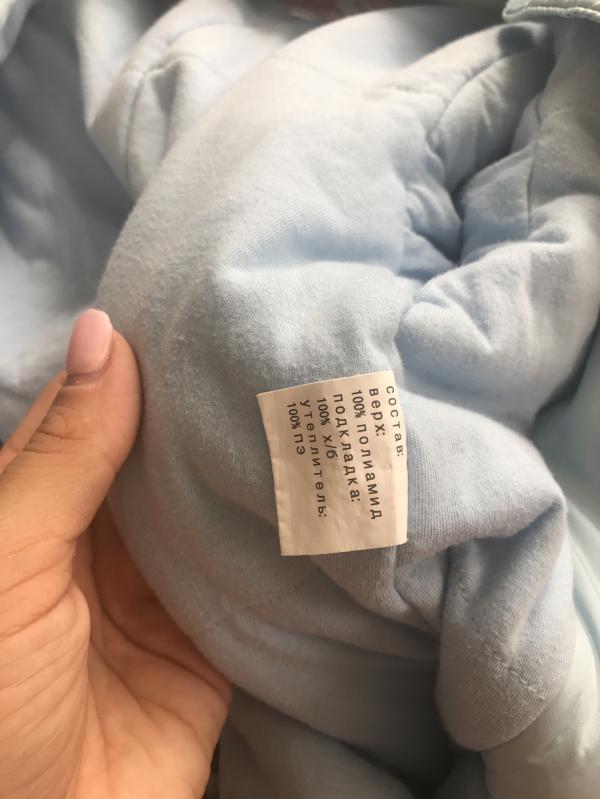 состав:
верх:
100% полиамид
подкладка:
100% х/б
утеплитель:
100% ПЭ